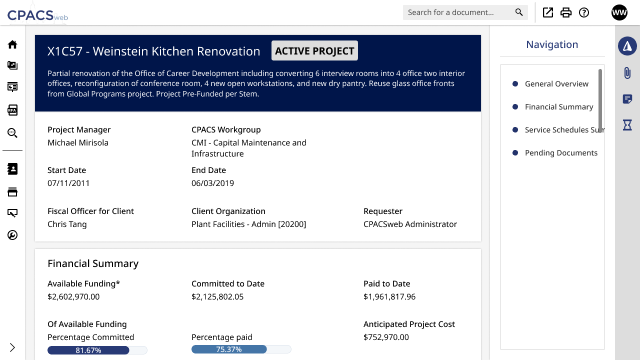 CPACSweb
Search for a document...
WW
X1C57 - Weinstein Kitchen Renovation
ACTIVE PROJECT
Partial renovation of the Office of Career Development including converting 6 interview rooms into 4 office two interior
offices, reconfiguration of conference room, 4 new open workstations, and new dry pantry. Reuse glass office fronts
from Global Programs project. Project Pre-Funded per Stem.
Project Manager
Michael Mirisola
CPACS Workgroup
CMI - Capital Maintenance and
Infrastructure
Start Date
07/11/2011
End Date
06/03/2019
Fiscal Officer for Client
Chris Tang
Client Organization
Plant Facilities - Admin [20200]
Requester
CPACSweb Administrator
Financial Summary
Available Funding*
$2,602,970.00
Committed to Date
$2,125,802.05
Paid to Date
$1,961,817.96
Of Available Funding
Percentage Committed
81.67%
Percentage paid
75.37%
Anticipated Project Cost
$752,970.00
Navigation
General Overview
Financial Summary
Service Schedules Sum
Pending Documents